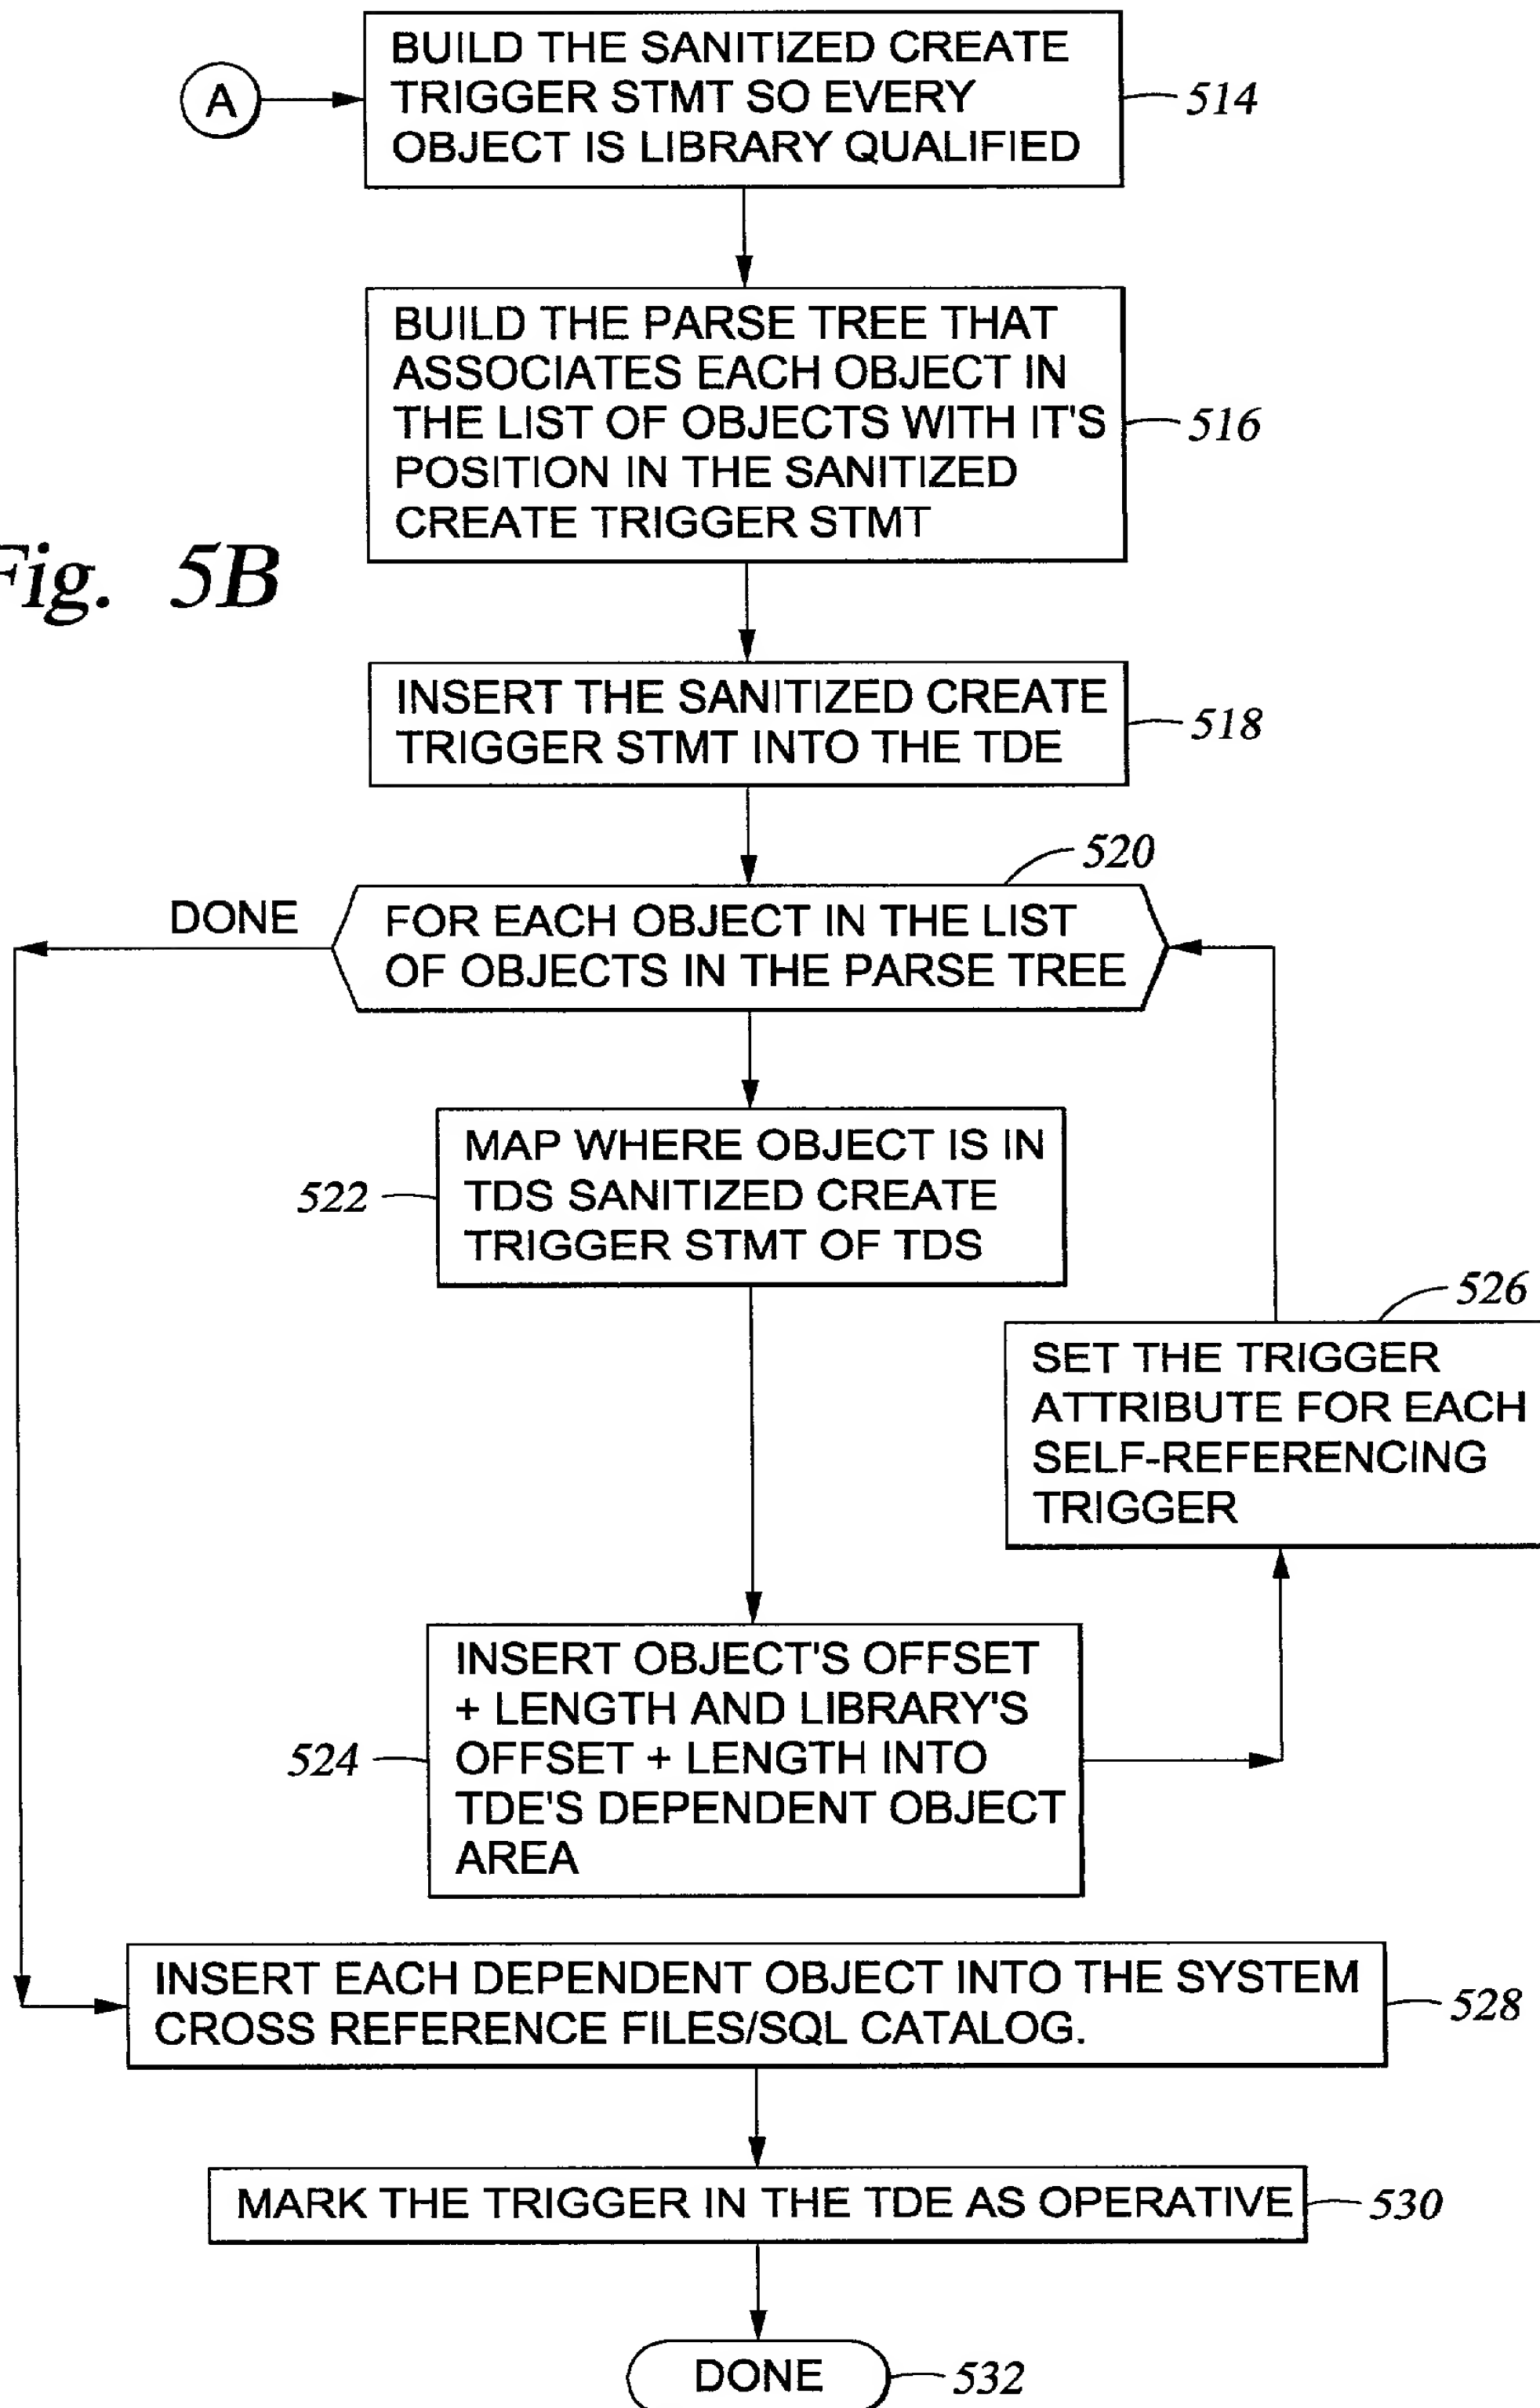 A
BUILD THE SANITIZED CREATE
TRIGGER STMT SO EVERY
OBJECT IS LIBRARY QUALIFIED
514
BUILD THE PARSE TREE THAT
ASSOCIATES EACH OBJECT IN
THE LIST OF OBJECTS WITH IT'S
POSITION IN THE SANITIZED
CREATE TRIGGER STMT
516
Fig. 5B
INSERT THE SANITIZED CREATE
TRIGGER STMT INTO THE TDE
518
520
DONE
FOR EACH OBJECT IN THE LIST
OF OBJECTS IN THE PARSE TREE
MAP WHERE OBJECT IS IN
TDS SANITIZED CREATE
TRIGGER STMT OF TDS
522
526
SET THE TRIGGER
ATTRIBUTE FOR EACH
SELF-REFERENCING
TRIGGER
INSERT OBJECT'S OFFSET
+ LENGTH AND LIBRARY'S
OFFSET + LENGTH INTO
TDE'S DEPENDENT OBJECT
AREA
524
INSERT EACH DEPENDENT OBJECT INTO THE SYSTEM
CROSS REFERENCE FILES/SQL CATALOG.
528
MARK THE TRIGGER IN THE TDE AS OPERATIVE
530
DONE
532